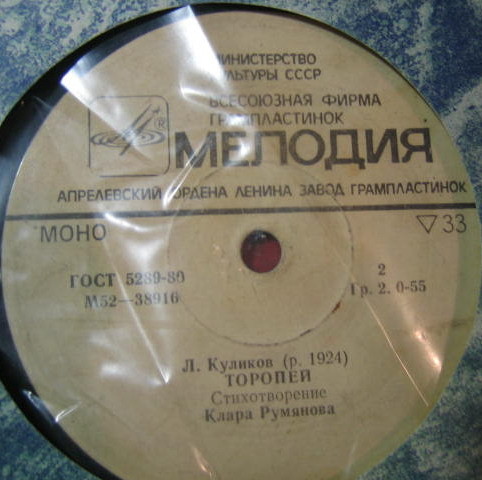 МИНИСТЕРСТВО
КУЛЬТУРЫ СССР
ВСЕСОЮЗНАЯ ФИРМА
ГРАМПЛАСТИНОК
® МЕЛОДИЯ
АПРЕЛЕВСКИЙ ОРДЕНА ЛЕНИНА ЗАВОД ГРАМПЛАСТИНОК
МОНО ▽ 33
ГОСТ 5289-80 2
М52—38916 Гр. 2. 0-55
Л. Куликов (р. 1924)
ТОРОПЕЙ
Стихотворение
Клара Румянова